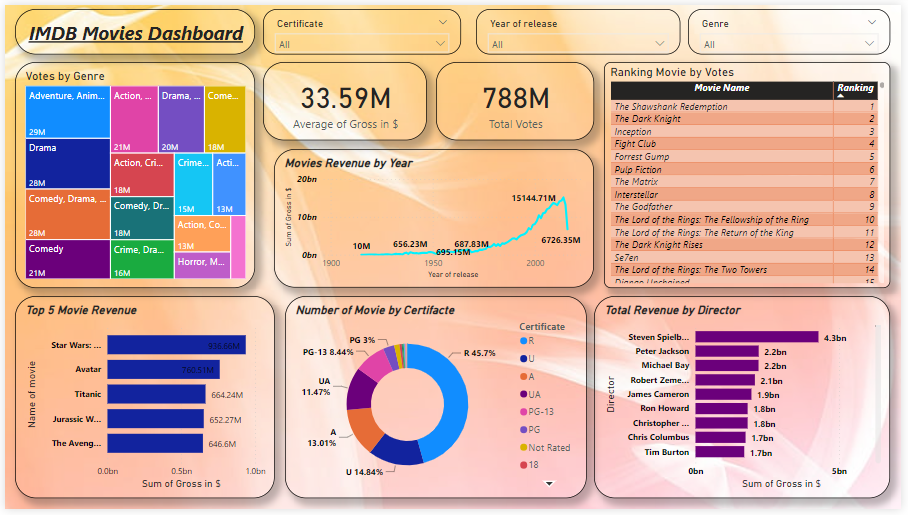 IMDB Movies Dashboard
Certificate
All
Year of release
All
Genre
All
Votes by Genre
Adventure, Anim...
29M
Drama
28M
Comedy, Drama, ...
28M
Comedy
21M
Action, ...
21M
Drama, ...
20M
Come...
18M
Action, Cri...
18M
Comedy, Dr...
Crime, Dra...
16M
Crime...
15M
Acti...
13M
Action, Co...
13M
Horror, M...
33.59M
Average of Gross in $
788M
Total Votes
Movies Revenue by Year
Sum of Gross in $
20bn
10bn
0bn
10M
656.23M
695.15M
687.83M
15144.71M
6726.35M
1900
1950
2000
Year of release
Ranking Movie by Votes
Movie Name Ranking
The Shawshank Redemption 1
The Dark Knight 2
Inception 3
Fight Club 4
Forrest Gump 5
Pulp Fiction 6
The Matrix 7
Interstellar 8
The Godfather 9
The Lord of the Rings: The Fellowship of the Ring 10
The Lord of the Rings: The Return of the King 11
The Dark Knight Rises 12
Se7en 13
The Lord of the Rings: The Two Towers 14
Django Unchained 15
Top 5 Movie Revenue
Name of movie
Star Wars: ... 936.66M
Avatar 760.51M
Titanic 664.24M
Jurassic W... 652.27M
The Aveng... 646.6M
0.0bn 0.5bn 1.0bn
Sum of Gross in $
Number of Movie by Certifacte
R 45.7%
U 14.84%
A
13.01%
UA
11.47%
PG-13 8.44%
PG 3%
Certificate
R
U
A
UA
PG-13
PG
Not Rated
18
Total Revenue by Director
Director
Steven Spielb... 4.3bn
Peter Jackson 2.2bn
Michael Bay 2.2bn
Robert Zeme... 2.1bn
James Cameron 1.9bn
Ron Howard 1.8bn
Christopher ... 1.8bn
Chris Columbus 1.7bn
Tim Burton 1.7bn
0bn 5bn
Sum of Gross in $